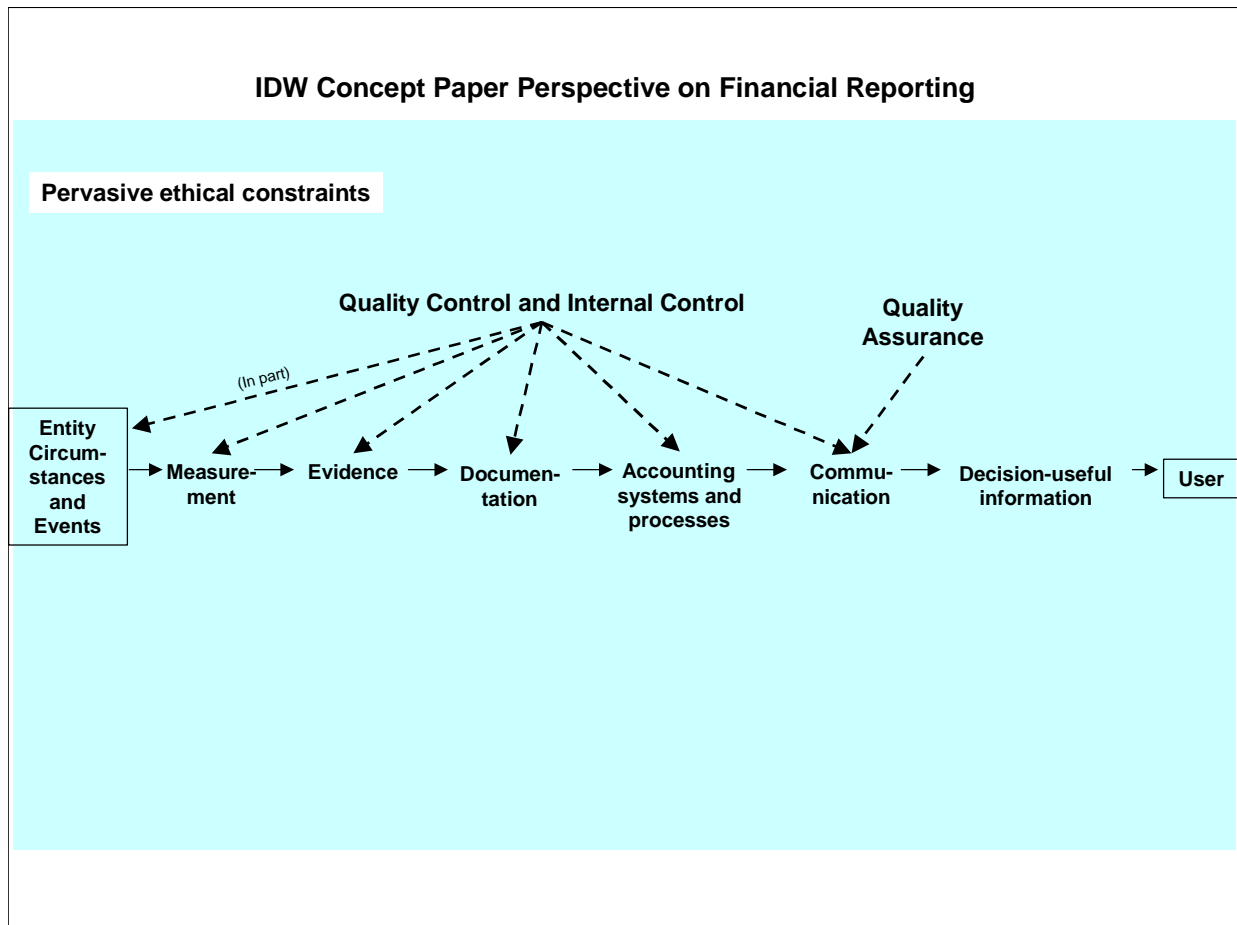 IDW Concept Paper Perspective on Financial Reporting
Pervasive ethical constraints
Quality Control and Internal Control
Quality
Assurance
(In part)
Entity
Circum-
stances
and
Events
Measure-
ment
Evidence
Documen-
tation
Accounting
systems and
processes
Commu-
nication
Decision-useful
information
User